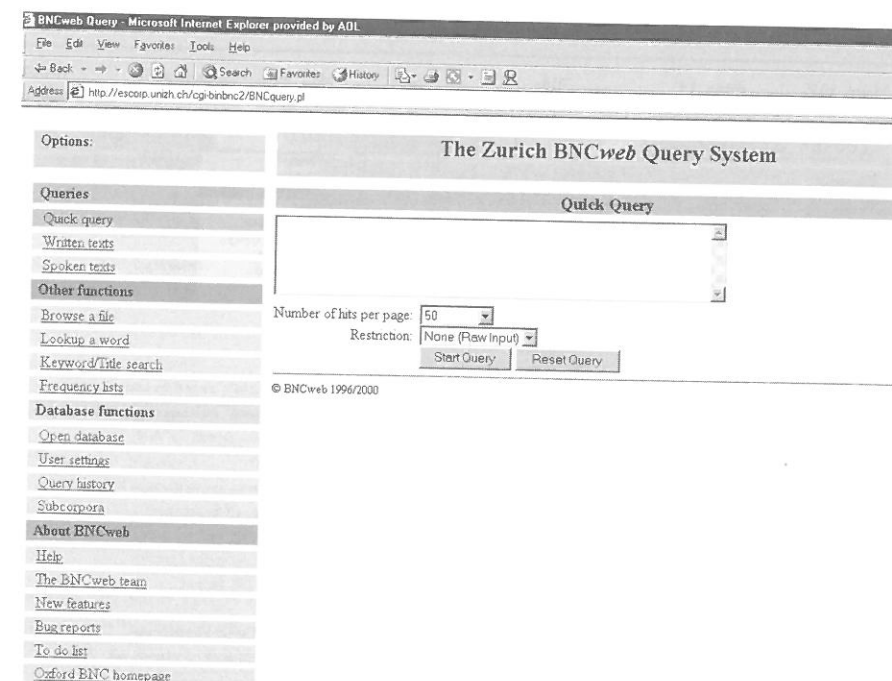 BNCweb Query - Microsoft Internet Explorer provided by AOL
File Edit View Favorites Tools Help
Back Search Favorites History
Address http://escorp.unizh.ch/cgi-binbnc2/BNCquery.pl
Options:
The Zurich BNCweb Query System
Queries
Quick query
Written texts
Spoken texts
Other functions
Browse a file
Lookup a word
Keyword/Title search
Frequency lists
Database functions
Open database
User settings
Query history
Subcorpora
About BNCweb
Help
The BNCweb team
New features
Bug reports
To do list
Oxford BNC homepage
Quick Query
Number of hits per page: 50
Restriction: None (Raw Input)
Start Query Reset Query
© BNCweb 1996/2000